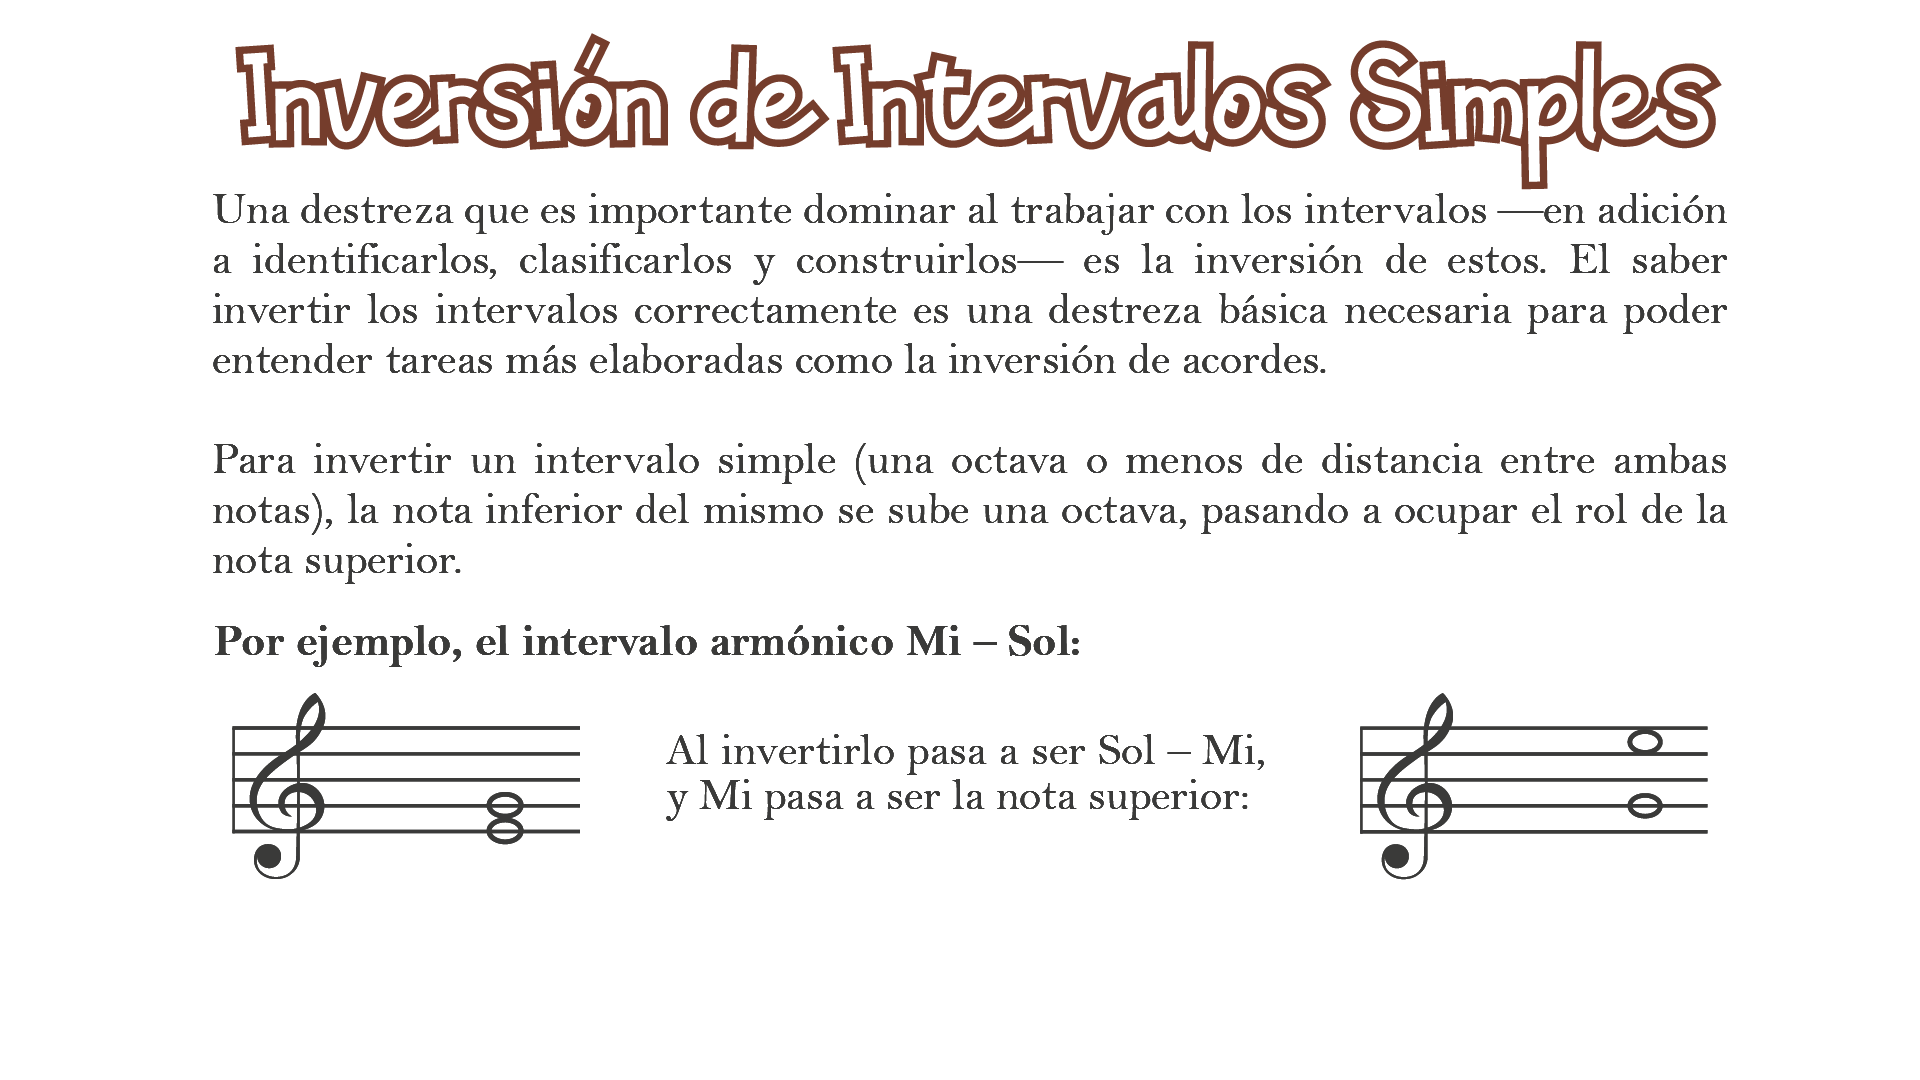 Inversión de Intervalos Simples
Una destreza que es importante dominar al trabajar con los intervalos —en adición
a identificarlos, clasificarlos y construirlos— es la inversión de estos. El saber
invertir los intervalos correctamente es una destreza básica necesaria para poder
entender tareas más elaboradas como la inversión de acordes.
Para invertir un intervalo simple (una octava o menos de distancia entre ambas
notas), la nota inferior del mismo se sube una octava, pasando a ocupar el rol de la
nota superior.
Por ejemplo, el intervalo armónico Mi – Sol:
Al invertirlo pasa a ser Sol – Mi,
y Mi pasa a ser la nota superior: